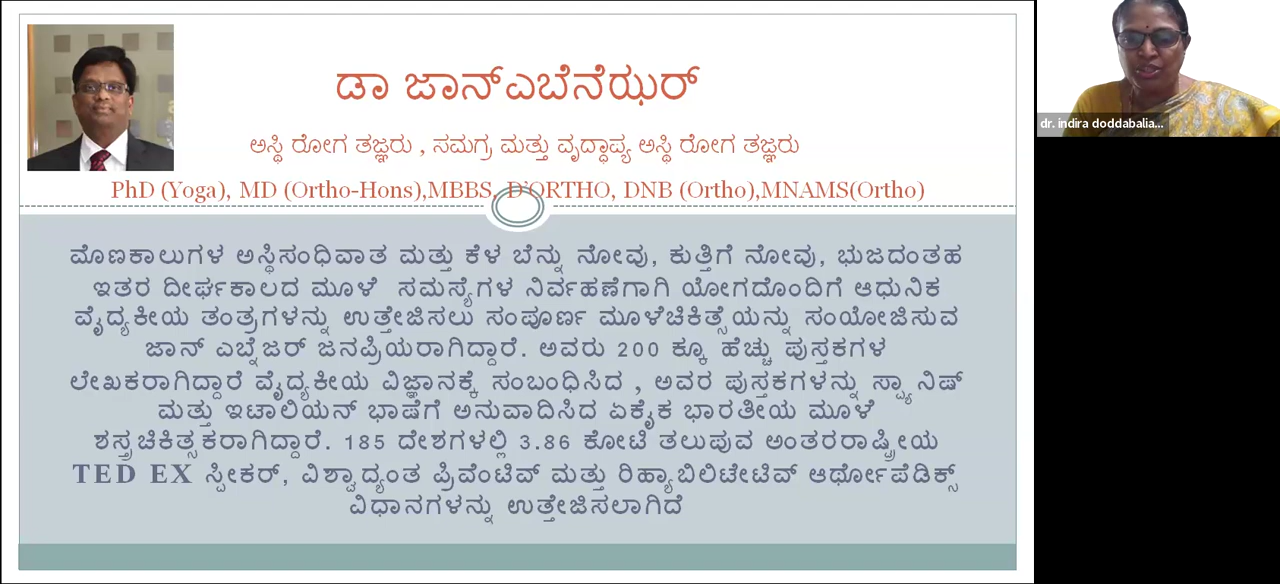 ಡಾ ಜಾನ್ಎಬೆನೆಝರ್
ಅಸ್ಥಿ ರೋಗ ತಜ್ಞರು , ಸಮಗ್ರ ಮತ್ತು ವೃದ್ಧಾಪ್ಯ ಅಸ್ಥಿ ರೋಗ ತಜ್ಞರು
PhD (Yoga), MD (Ortho-Hons),MBBS, D’ORTHO, DNB (Ortho),MNAMS(Ortho)
ಮೊಣಕಾಲುಗಳ ಅಸ್ಥಿಸಂಧಿವಾತ ಮತ್ತು ಕೆಳ ಬೆನ್ನು ನೋವು, ಕುತ್ತಿಗೆ ನೋವು, ಭುಜದಂತಹ
ಇತರ ದೀರ್ಘಕಾಲದ ಮೂಳೆ ಸಮಸ್ಯೆಗಳ ನಿರ್ವಹಣೆಗಾಗಿ ಯೋಗದೊಂದಿಗೆ ಆಧುನಿಕ
ವೈದ್ಯಕೀಯ ತಂತ್ರಗಳನ್ನು ಉತ್ತೇಜಿಸಲು ಸಂಪೂರ್ಣ ಮೂಳೆಚಿಕಿತ್ಸೆಯನ್ನು ಸಂಯೋಜಿಸುವ
ಜಾನ್ ಎಬ್ನೆಜರ್ ಜನಪ್ರಿಯರಾಗಿದ್ದಾರೆ. ಅವರು 200 ಕ್ಕೂ ಹೆಚ್ಚು ಪುಸ್ತಕಗಳ
ಲೇಖಕರಾಗಿದ್ದಾರೆ ವೈದ್ಯಕೀಯ ವಿಜ್ಞಾನಕ್ಕೆ ಸಂಬಂಧಿಸಿದ , ಅವರ ಪುಸ್ತಕಗಳನ್ನು ಸ್ಪ್ಯಾನಿಷ್
ಮತ್ತು ಇಟಾಲಿಯನ್ ಭಾಷೆಗೆ ಅನುವಾದಿಸಿದ ಏಕೈಕ ಭಾರತೀಯ ಮೂಳೆ
ಶಸ್ತ್ರಚಿಕಿತ್ಸಕರಾಗಿದ್ದಾರೆ. 185 ದೇಶಗಳಲ್ಲಿ 3.86 ಕೋಟಿ ತಲುಪುವ ಅಂತರರಾಷ್ಟ್ರೀಯ
TED EX ಸ್ಪೀಕರ್, ವಿಶ್ವಾದ್ಯಂತ ಪ್ರಿವೆಂಟಿವ್ ಮತ್ತು ರಿಹ್ಯಾಬಿಲಿಟೇಟಿವ್ ಆರ್ಥೋಪೆಡಿಕ್ಸ್
ವಿಧಾನಗಳನ್ನು ಉತ್ತೇಜಿಸಲಾಗಿದೆ
dr. indira doddabalia...